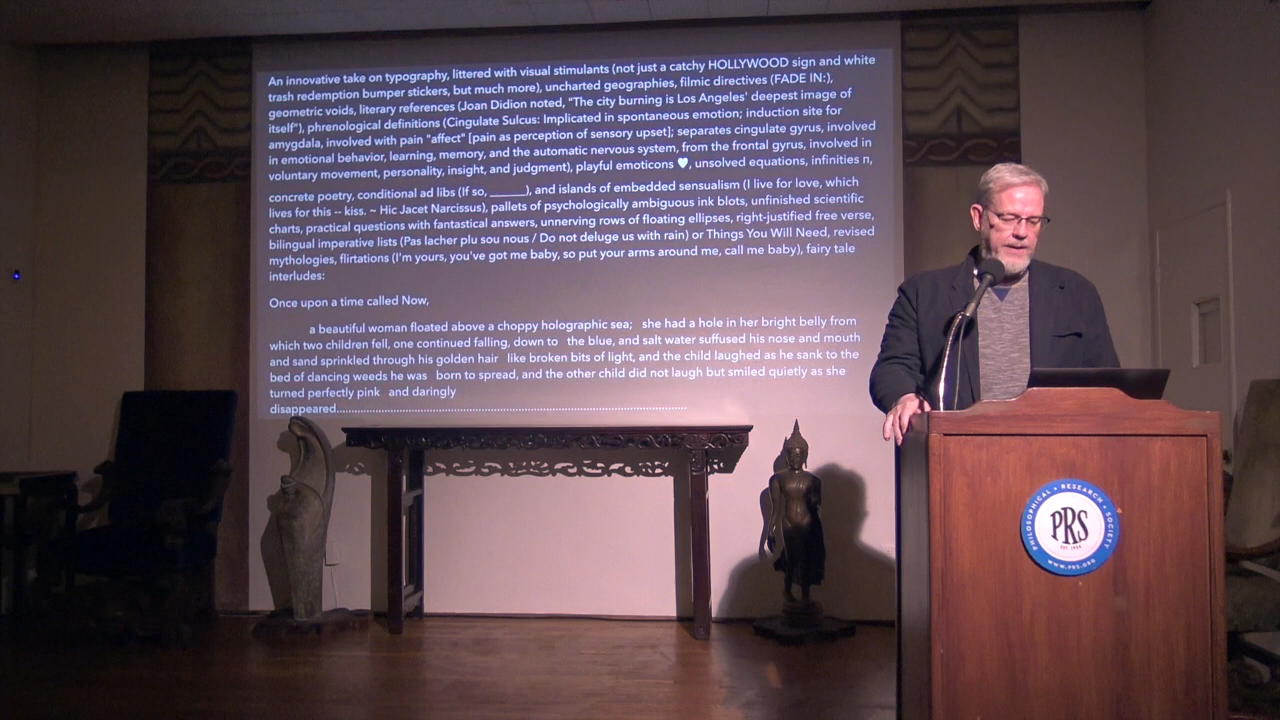 An innovative take on typography, littered with visual stimulants (not just a catchy HOLLYWOOD sign and white
trash redemption bumper stickers, but much more), uncharted geographies, filmic directives (FADE IN:),
geometric voids, literary references (Joan Didion noted, "The city burning is Los Angeles' deepest image of
itself"), phrenological definitions (Cingulate Sulcus: Implicated in spontaneous emotion; induction site for
amygdala, involved with pain "affect" [pain as perception of sensory upset]; separates cingulate gyrus, involved
in emotional behavior, learning, memory, and the automatic nervous system, from the frontal gyrus, involved in
voluntary movement, personality, insight, and judgment), playful emoticons ♥, unsolved equations, infinities n,
concrete poetry, conditional ad libs (If so, ______), and islands of embedded sensualism (I live for love, which
lives for this -- kiss. ~ Hic Jacet Narcissus), pallets of psychologically ambiguous ink blots, unfinished scientific
charts, practical questions with fantastical answers, unnerving rows of floating ellipses, right-justified free verse,
bilingual imperative lists (Pas lacher plu sou nous / Do not deluge us with rain) or Things You Will Need, revised
mythologies, flirtations (I'm yours, you've got me baby, so put your arms around me, call me baby), fairy tale
interludes:
Once upon a time called Now,
a beautiful woman floated above a choppy holographic sea; she had a hole in her bright belly from
which two children fell, one continued falling, down to the blue, and salt water suffused his nose and mouth
and sand sprinkled through his golden hair like broken bits of light, and the child laughed as he sank to the
bed of dancing weeds he was born to spread, and the other child did not laugh but smiled quietly as she
turned perfectly pink and daringly
disappeared.....................................................................................................
PHILOSOPHICAL • RESEARCH • SOCIETY
PRS
EST. 1934
WWW.PRS.ORG